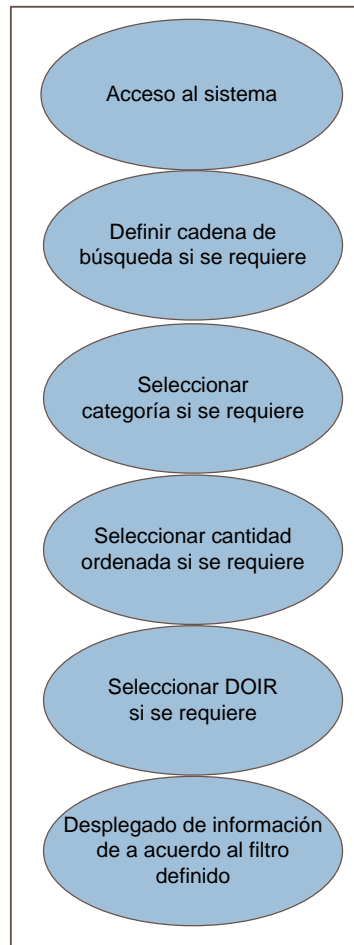 Acceso al sistema
Definir cadena de
búsqueda si se requiere
Seleccionar
categoría si se requiere
Seleccionar cantidad
ordenada si se requiere
Seleccionar DOIR
si se requiere
Desplegado de información
de a acuerdo al filtro
definido